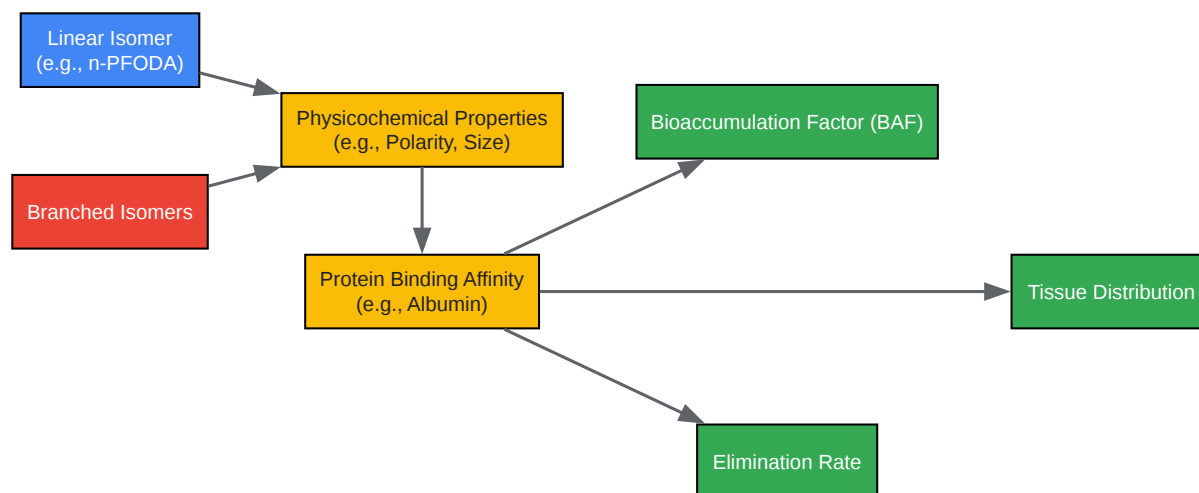 Linear Isomer
(e.g., n-PFODA)
Physicochemical Properties
(e.g., Polarity, Size)
Bioaccumulation Factor (BAF)
Branched Isomers
Protein Binding Affinity
(e.g., Albumin)
Tissue Distribution
Elimination Rate